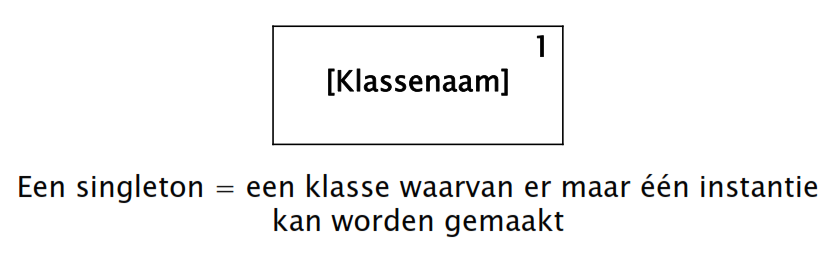 1
[Klassenaam]
Een singleton = een klasse waarvan er maar één instantie
kan worden gemaakt